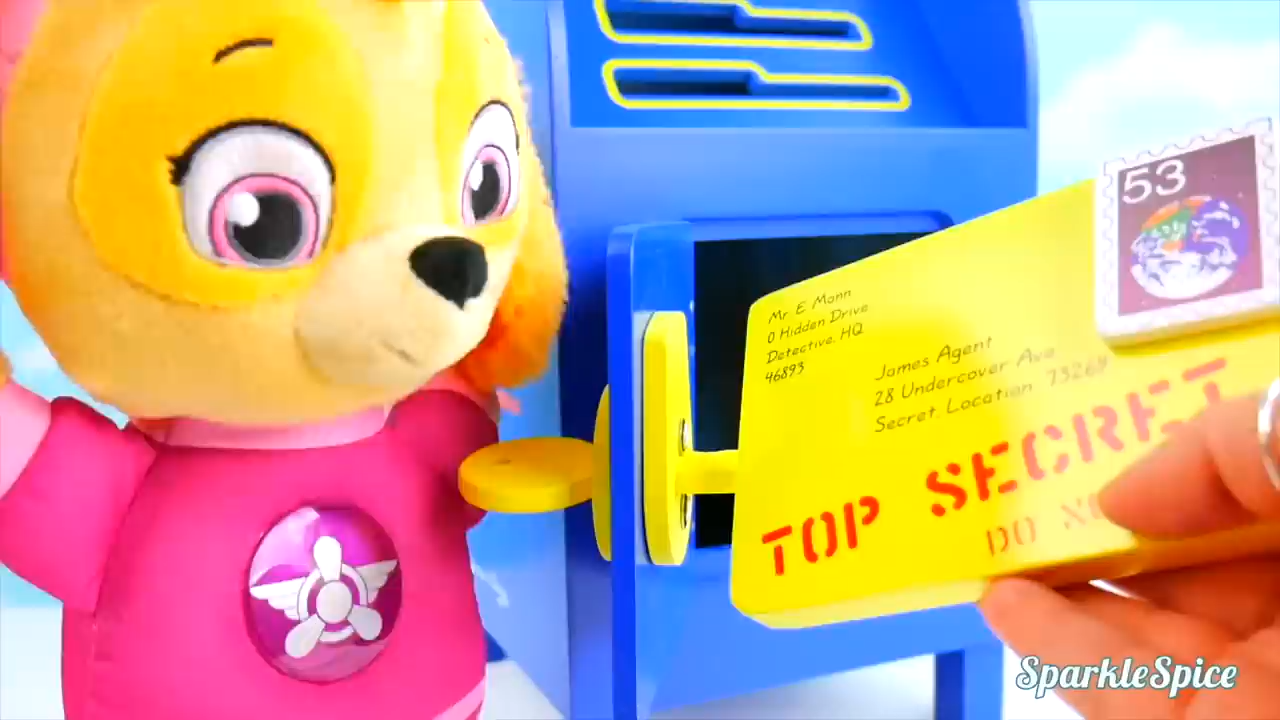 53
Mr. E. Mann
0 Hidden Drive
Detective, HQ
46893
James Agent
28 Undercover Ave.
Secret, Location 73269
TOP SECRET
DO
SparkleSpice